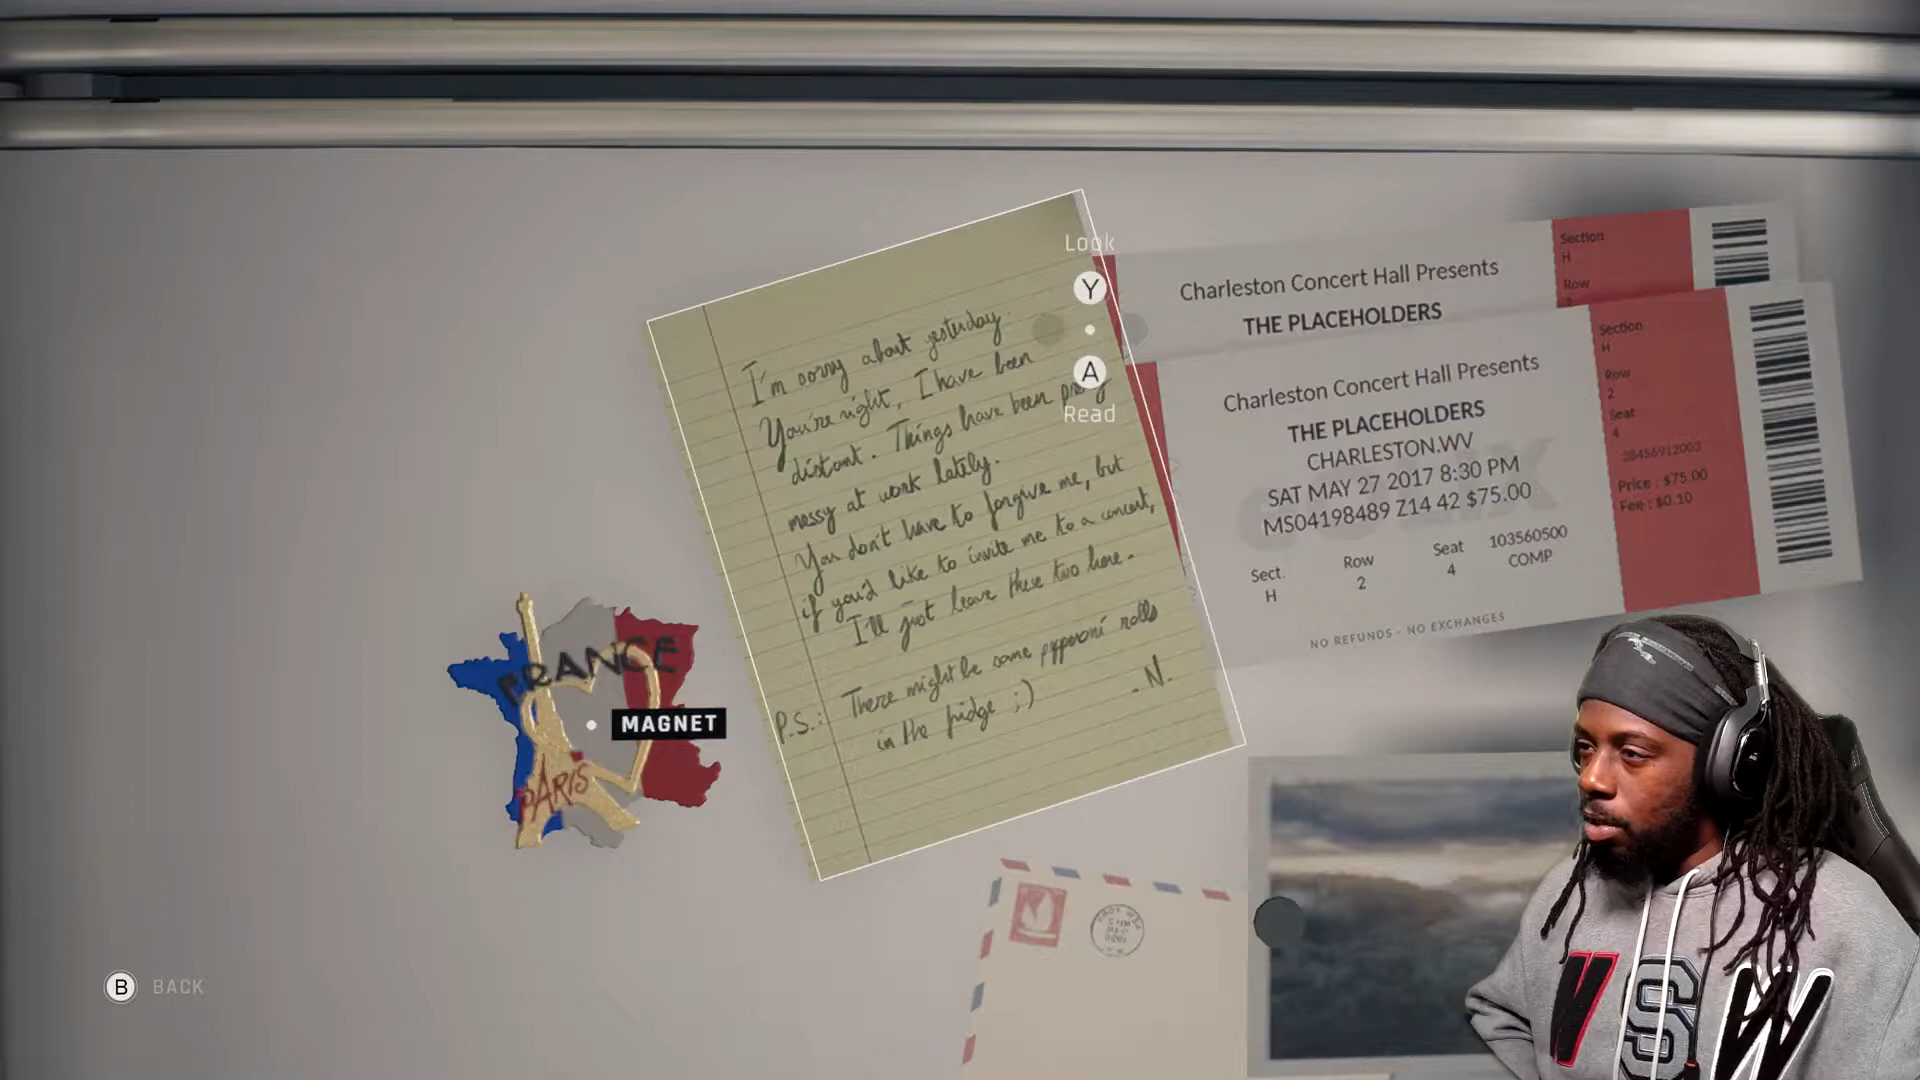 Look
Y
A
Read
I'm sorry about yesterday.
You're right, I have been
distant. Things have been
messy at work lately.
You don't have to forgive me, but
if you'd like to invite me to a concert,
I'll just leave these two here.
P.S.: There might be some pepperoni rolls
in the fridge ;)
- N.
Charleston Concert Hall Presents
THE PLACEHOLDERS
Section
H
Row
Charleston Concert Hall Presents
THE PLACEHOLDERS
CHARLESTON.WV
SAT MAY 27 2017 8:30 PM
MS04198489 Z14 42 $75.00
Sect. Row Seat 103560500
H 2 4 COMP
NO REFUNDS - NO EXCHANGES
Section
H
Row
2
Seat
4
28456912003
Price : $75.00
Fee : $0.10
FRANCE
PARIS
MAGNET
B BACK
VSW